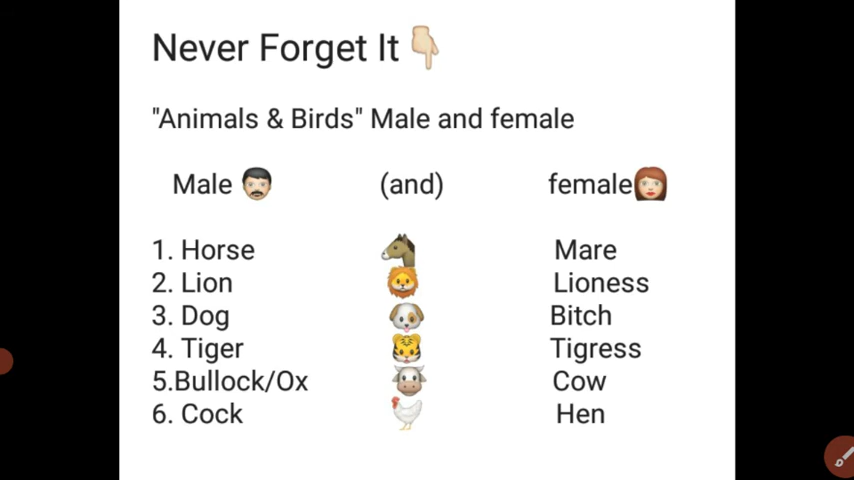 Never Forget It👇🏼
"Animals & Birds" Male and female
Male (and) female
1. Horse Mare
2. Lion Lioness
3. Dog Bitch
4. Tiger Tigress
5.Bullock/Ox Cow
6. Cock Hen